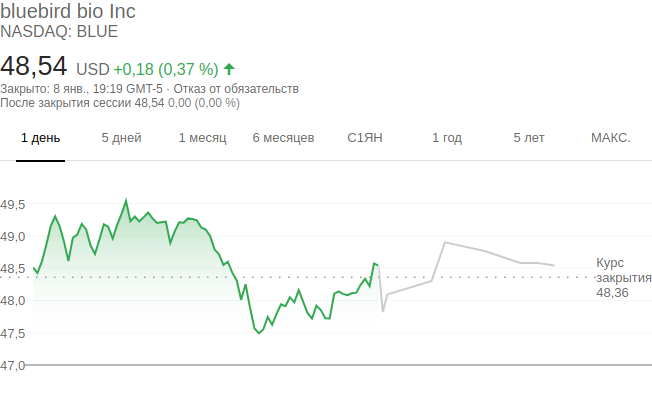 bluebird bio Inc
NASDAQ: BLUE
48,54 USD +0,18 (0,37 %)
Закрыто: 8 янв., 19:19 GMT-5 · Отказ от обязательств
После закрытия сессии 48,54 0,00 (0,00 %)
1 день 5 дней 1 месяц 6 месяцев С1ЯН 1 год 5 лет МАКС.
49,5
49,0
48,5
48,0
47,5
47,0
Курс
закрытия
48,36